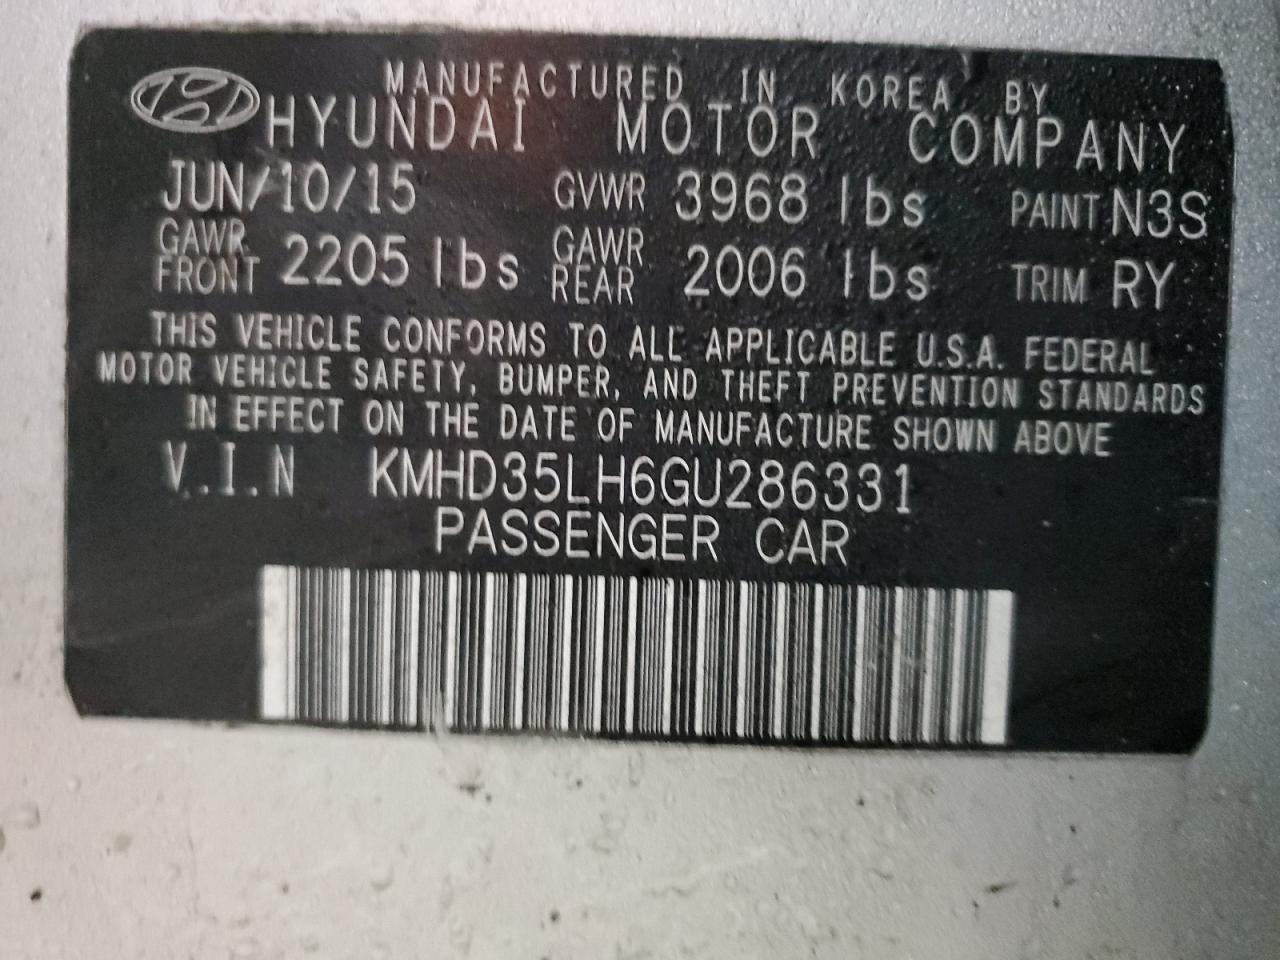 MANUFACTURED IN KOREA BY
HYUNDAI MOTOR COMPANY
JUN/10/15 GVWR 3968 lbs PAINT N3S
GAWR FRONT 2205 lbs GAWR REAR 2006 lbs TRIM RY
THIS VEHICLE CONFORMS TO ALL APPLICABLE U.S.A. FEDERAL
MOTOR VEHICLE SAFETY, BUMPER, AND THEFT PREVENTION STANDARDS
IN EFFECT ON THE DATE OF MANUFACTURE SHOWN ABOVE
V.I.N KMHD35LH6GU286331
PASSENGER CAR